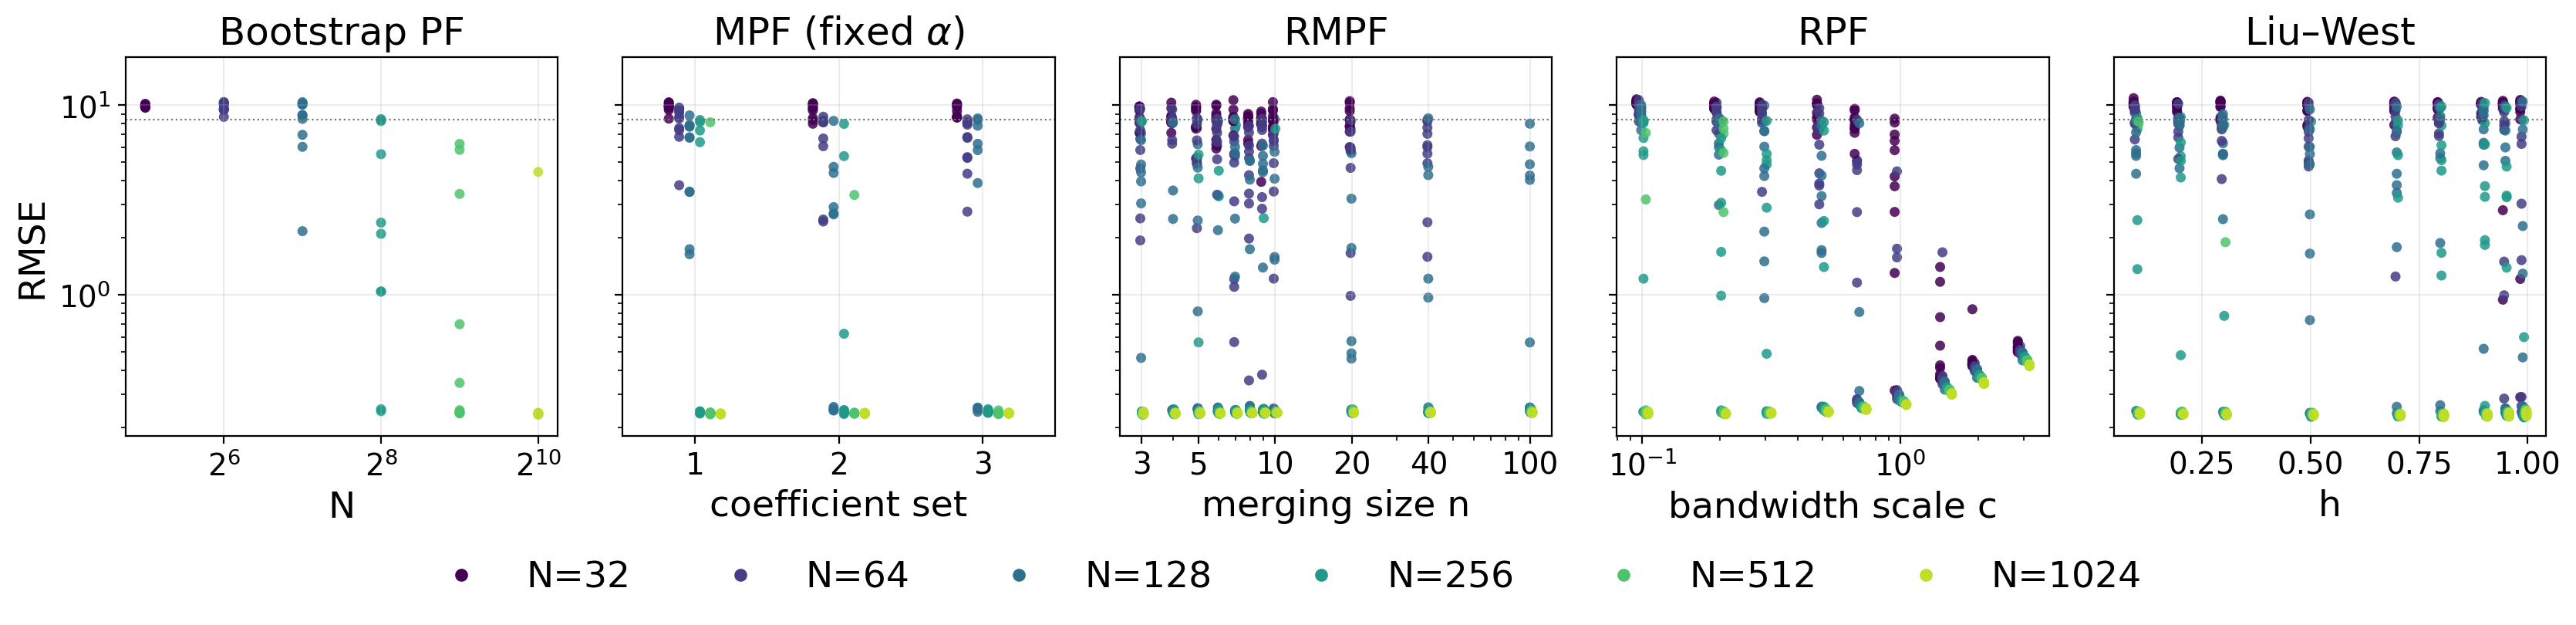 Bootstrap PF
MPF (fixed α)
RMPF
RPF
Liu–West
RMSE
10¹
10⁰
2⁶ 2⁸ 2¹⁰
1 2 3
3 5 10 20 40 100
10⁻¹ 10⁰
0.25 0.50 0.75 1.00
N
coefficient set
merging size n
bandwidth scale c
h
N=32 N=64 N=128 N=256 N=512 N=1024